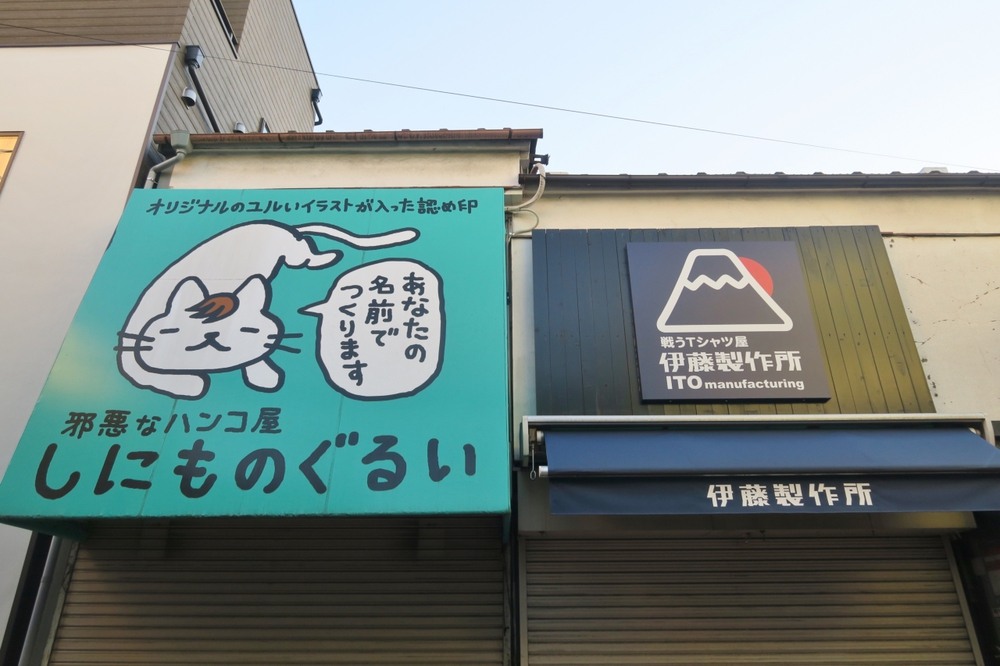 オリジナルのユルいイラストが入った認め印
あなたの
名前で
つくります
邪悪なハンコ屋
しにものぐるい
戦うTシャツ屋
伊藤製作所
ITO manufacturing
伊藤製作所